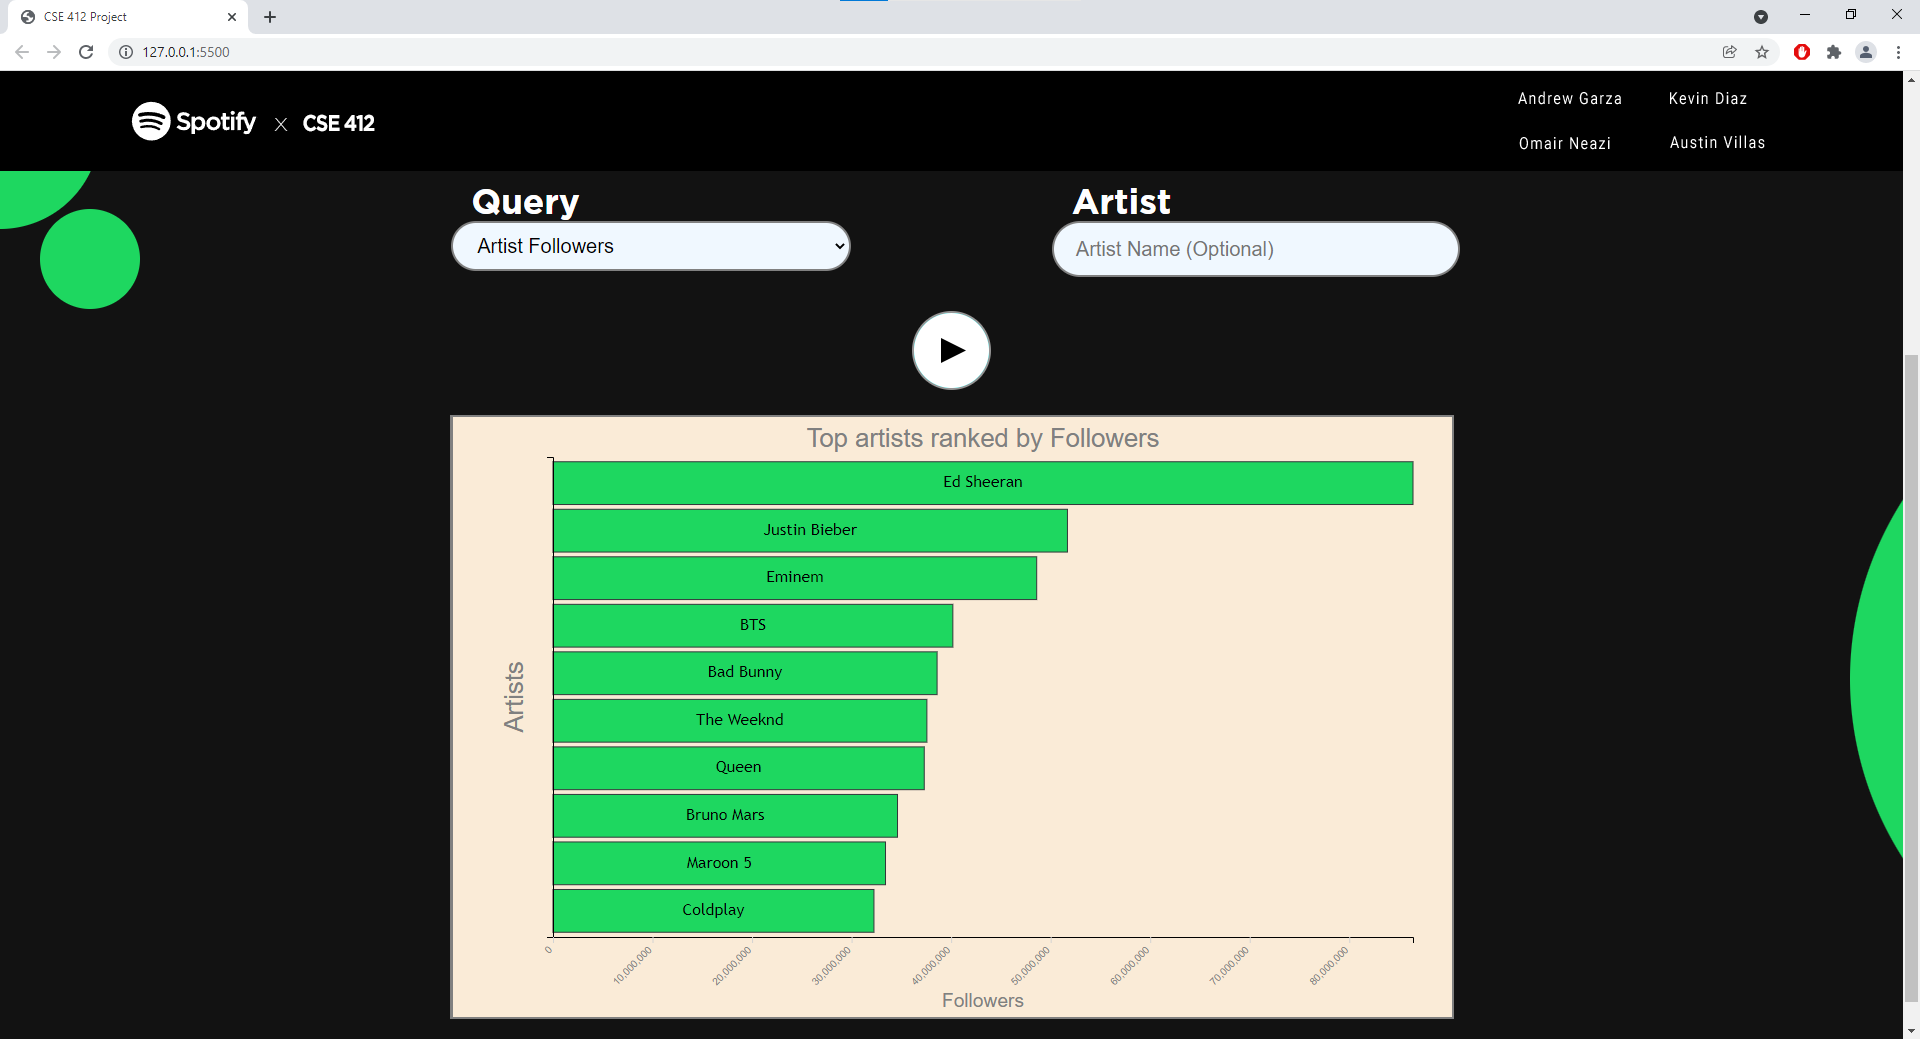 CSE 412 Project
127.0.0.1:5500
Spotify X CSE 412
Andrew Garza Kevin Diaz
Omair Neazi Austin Villas
Query Artist
Artist Followers Artist Name (Optional)
Top artists ranked by Followers
Ed Sheeran
Justin Bieber
Eminem
BTS
Bad Bunny
The Weeknd
Queen
Bruno Mars
Maroon 5
Coldplay
Artists
0 10,000,000 20,000,000 30,000,000 40,000,000 50,000,000 60,000,000 70,000,000 80,000,000
Followers